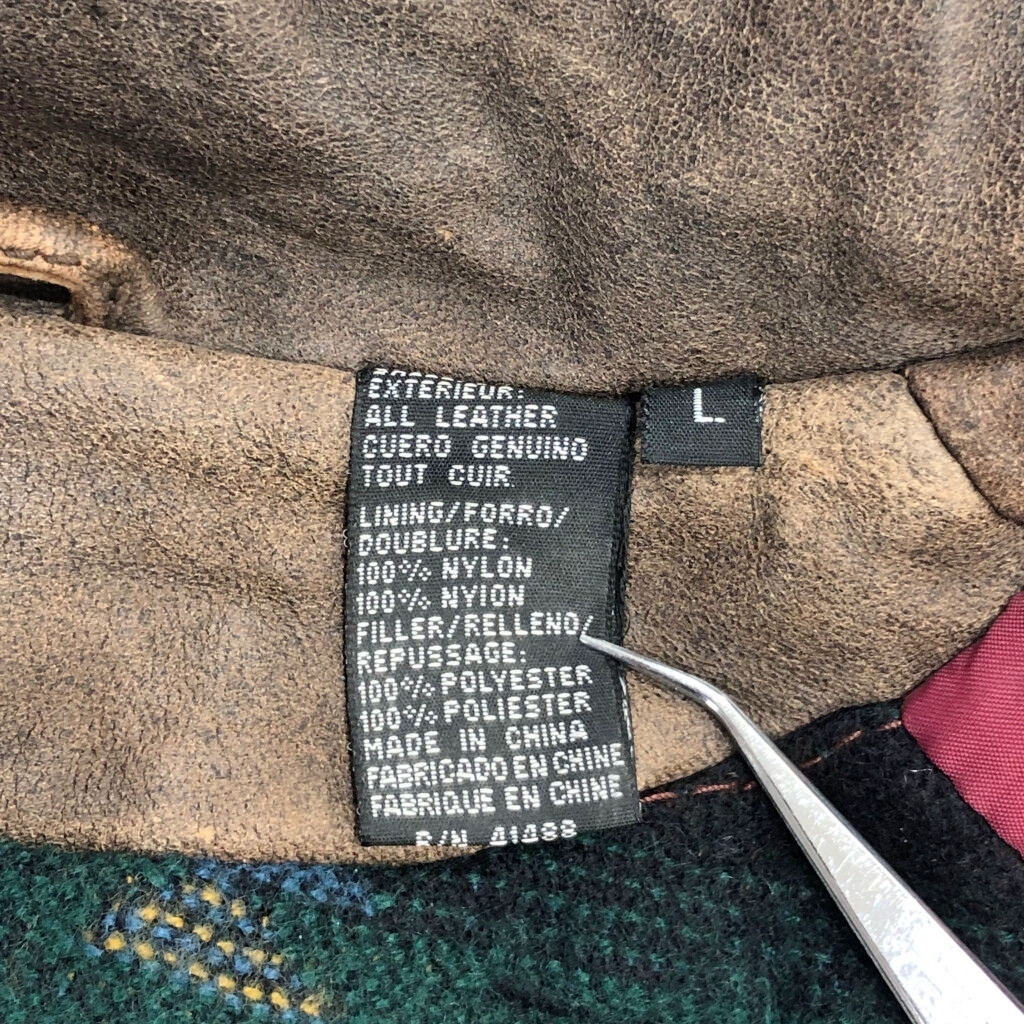 EXTERIEUR:
ALL LEATHER
CUERO GENUINO
TOUT CUIR
LINING/FORRO/
DOUBLURE:
100% NYLON
100% NYION
FILLER/RELLENO/
REPUSSAGE:
100% POLYESTER
100% POLIESTER
MADE IN CHINA
FABRICADO EN CHINE
FABRIQUE EN CHINE
R/N 41488
L